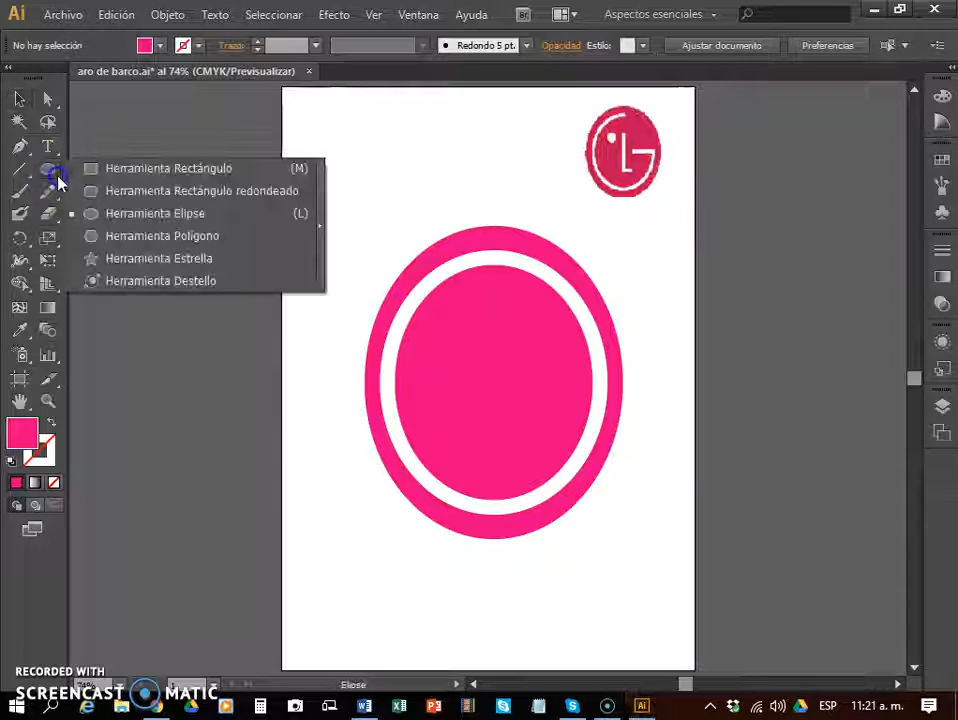 Ai Archivo Edición Objeto Texto Seleccionar Efecto Ver Ventana Ayuda Br Aspectos esenciales
No hay selección Trazo: Redondo 5 pt. Opacidad Estilo: Ajustar documento Preferencias
aro de barco.ai* al 74% (CMYK/Previsualizar) ×
LG
Herramienta Rectángulo (M)
Herramienta Rectángulo redondeado
Herramienta Elipse (L)
Herramienta Polígono
Herramienta Estrella
Herramienta Destello
RECORDED WITH
SCREENCAST MATIC
74% 1 Elipse
ESP 11:21 a. m.